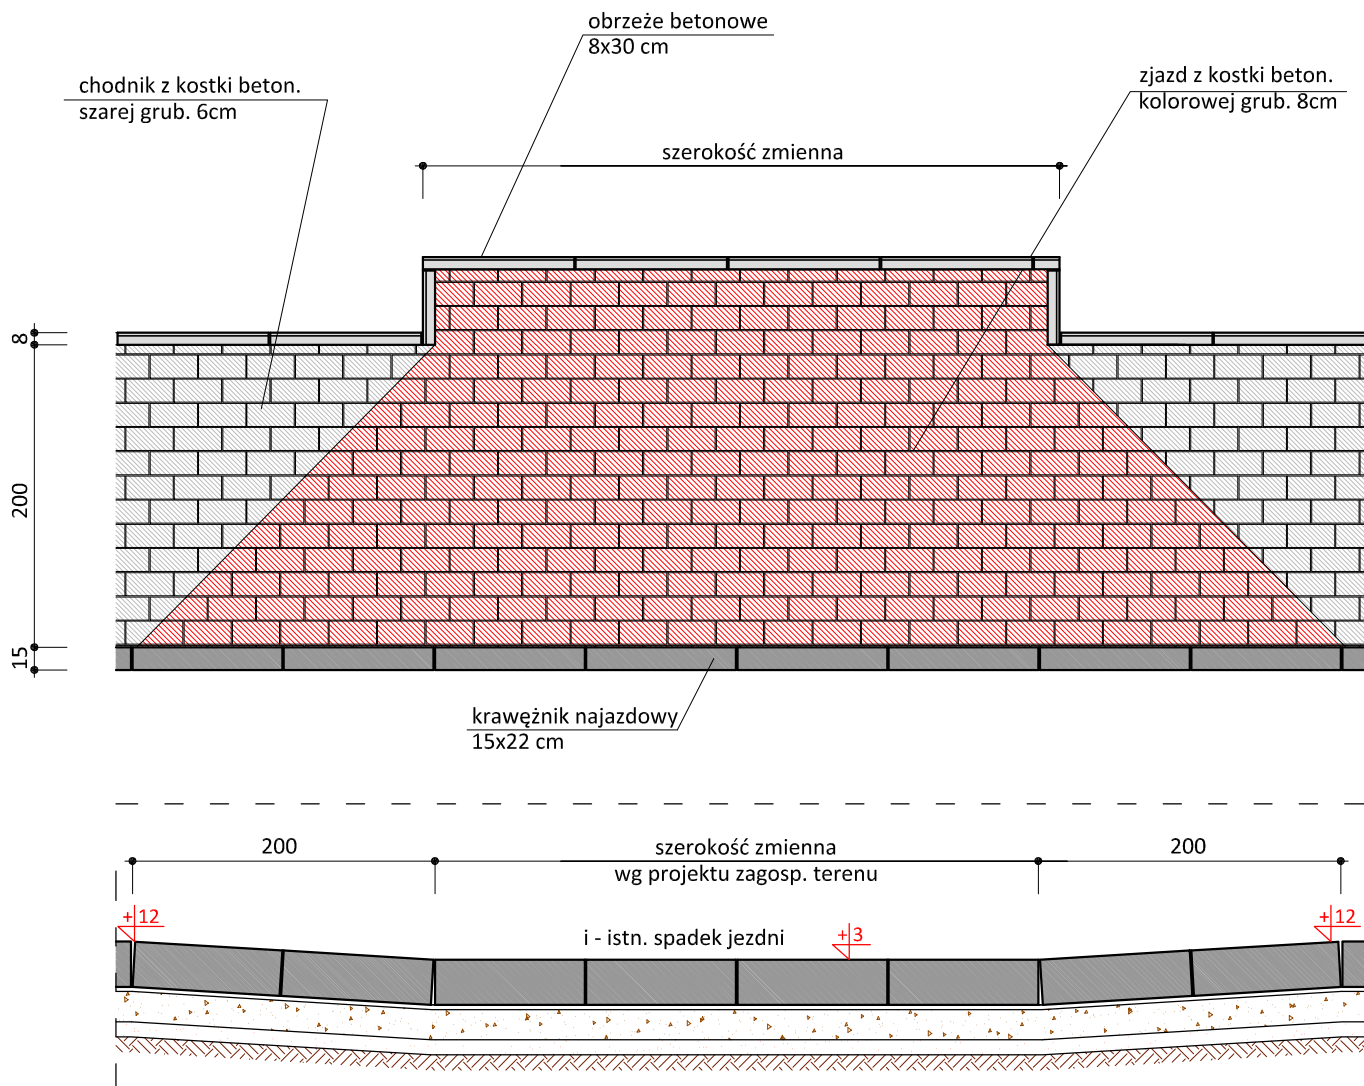 obrzeże betonowe
8x30 cm
chodnik z kostki beton.
szarej grub. 6cm
zjazd z kostki beton.
kolorowej grub. 8cm
szerokość zmienna
8
200
15
krawężnik najazdowy
15x22 cm
200
szerokość zmienna
200
wg projektu zagosp. terenu
+12
i - istn. spadek jezdni
+3
+12